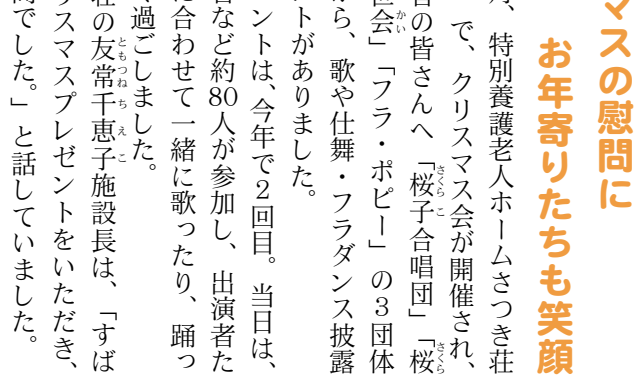 マスの慰問に
お年寄りたちも笑顔
、特別養護老人ホームさつき荘
で、クリスマス会が開催され、
の皆さんへ「桜子合唱団」「桜
会」「フラ・ポピー」の3団体
から、歌や仕舞・フラダンス披露
トがありました。
ントは、今年で2回目。当日は、
など約80人が参加し、出演者た
に合わせて一緒に歌ったり、踊っ
過ごしました。
荘の友常千恵子施設長は、「すば
スマスプレゼントをいただき、
でした。」と話していました。